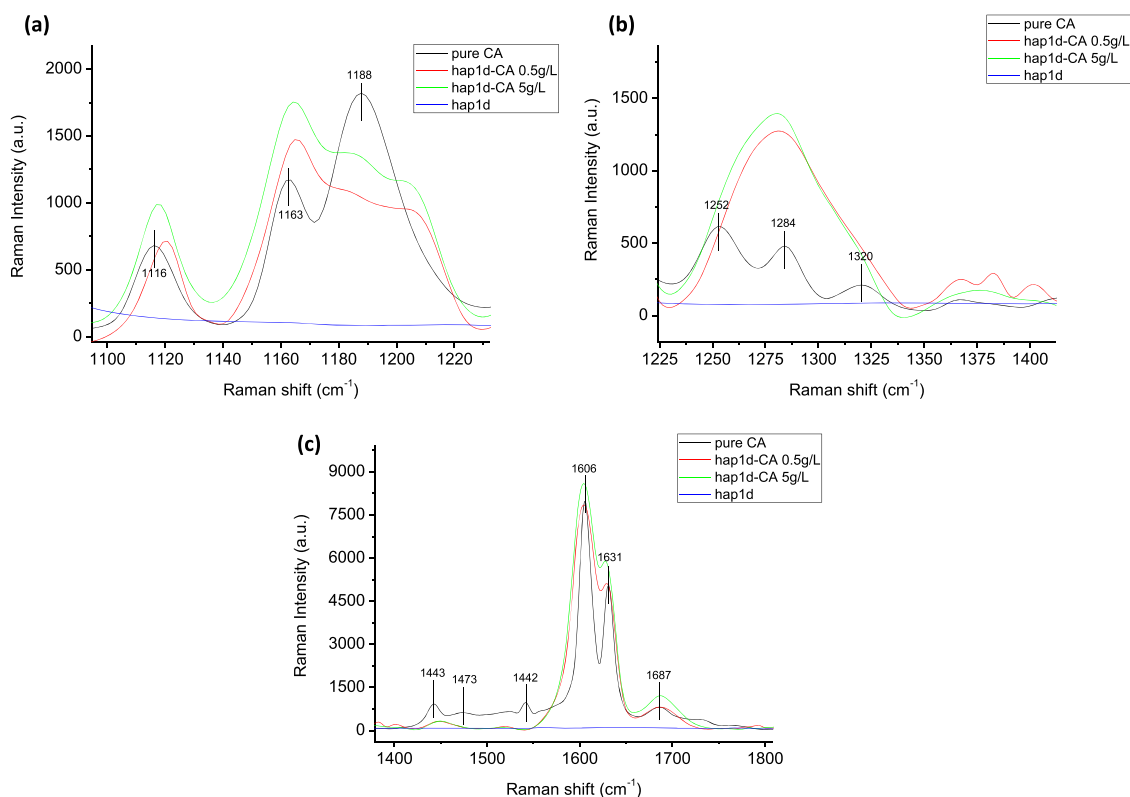 (a)
pure CA
hap1d-CA 0.5g/L
hap1d-CA 5g/L
hap1d
2000
1500
1000
500
0
Raman Intensity (a.u.)
1116
1163
1188
1100
1120
1140
1160
1180
1200
1220
Raman shift (cm-1)
(b)
pure CA
hap1d-CA 0.5g/L
hap1d-CA 5g/L
hap1d
1500
1000
500
0
Raman Intensity (a.u.)
1252
1284
1320
1225
1250
1275
1300
1325
1350
1375
1400
Raman shift (cm-1)
(c)
pure CA
hap1d-CA 0.5g/L
hap1d-CA 5g/L
hap1d
9000
7500
6000
4500
3000
1500
0
Raman Intensity (a.u.)
1443
1473
1442
1606
1631
1687
1400
1500
1600
1700
1800
Raman shift (cm-1)